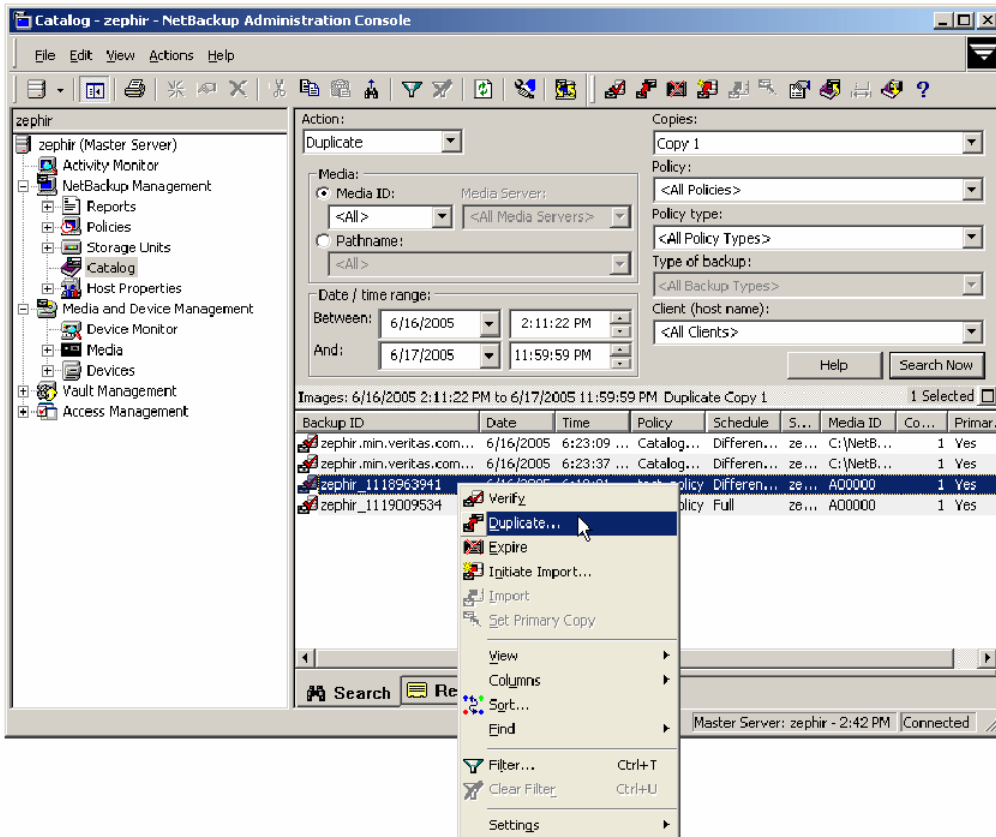 Catalog - zephir - NetBackup Administration Console
File Edit View Actions Help
zephir
zephir (Master Server)
Activity Monitor
NetBackup Management
Reports
Policies
Storage Units
Catalog
Host Properties
Media and Device Management
Device Monitor
Media
Devices
Vault Management
Access Management
Action:
Duplicate
Media:
Media ID: Media Server:
<All> <All Media Servers>
Pathname:
<All>
Date / time range:
Between: 6/16/2005 2:11:22 PM
And: 6/17/2005 11:59:59 PM
Copies:
Copy 1
Policy:
<All Policies>
Policy type:
<All Policy Types>
Type of backup:
<All Backup Types>
Client (host name):
<All Clients>
Help Search Now
Images: 6/16/2005 2:11:22 PM to 6/17/2005 11:59:59 PM Duplicate Copy 1 1 Selected
Backup ID Date Time Policy Schedule S... Media ID Co... Primar
zephir.min.veritas.com... 6/16/2005 6:23:09 ... Catalog... Differen... ze... C:\NetB... 1 Yes
zephir.min.veritas.com... 6/16/2005 6:23:37 ... Catalog... Differen... ze... C:\NetB... 1 Yes
zephir_1118963941 Differen... ze... A00000 1 Yes
zephir_1119009534 olicy Full ze... A00000 1 Yes
Verify
Duplicate...
Expire
Initiate Import...
Import
Set Primary Copy
View
Columns
Sort...
Find
Filter... Ctrl+T
Clear Filter Ctrl+U
Settings
Search Re
Master Server: zephir - 2:42 PM Connected